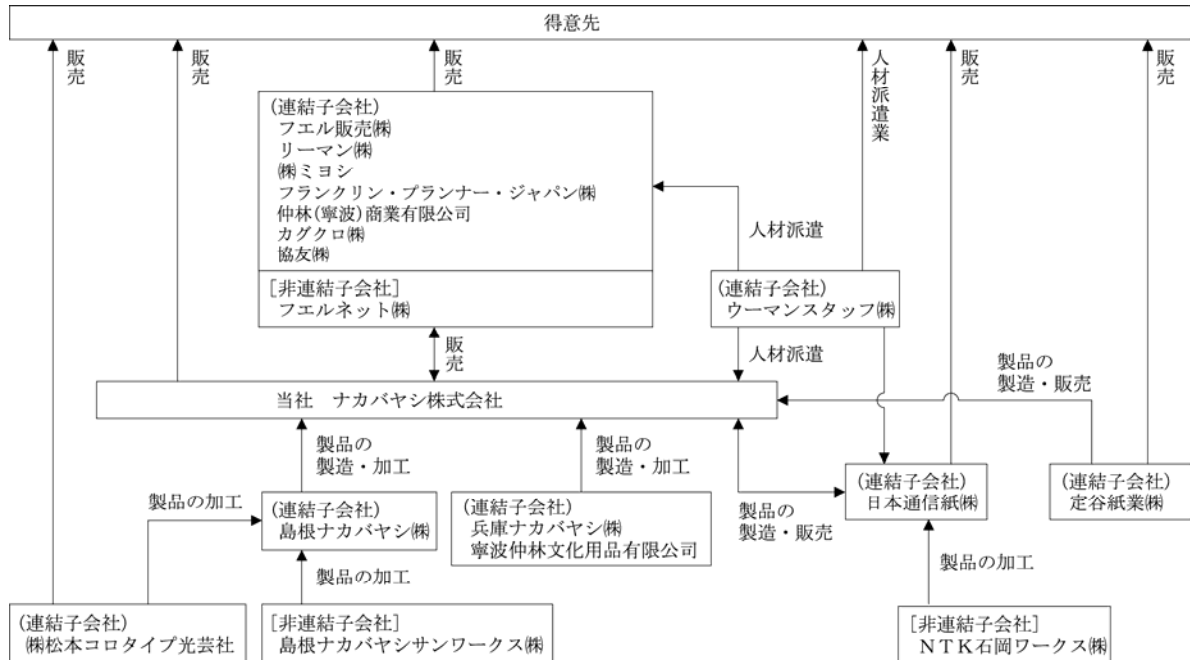 得意先
販売
販売
販売
人材派遣業
販売
販売
(連結子会社)
フエル販売㈱
リーマン㈱
㈱ミヨシ
フランクリン・プランナー・ジャパン㈱
仲林(寧波)商業有限公司
カグクロ㈱
協友㈱
[非連結子会社]
フエルネット㈱
人材派遣
(連結子会社)
ウーマンスタッフ㈱
販売
人材派遣
製品の
製造・販売
当社　ナカバヤシ株式会社
製品の
製造・加工
製品の
製造・加工
製品の加工
(連結子会社)
島根ナカバヤシ㈱
(連結子会社)
兵庫ナカバヤシ㈱
寧波仲林文化用品有限公司
製品の
製造・販売
(連結子会社)
日本通信紙㈱
(連結子会社)
定谷紙業㈱
製品の加工
製品の加工
(連結子会社)
㈱松本コロタイプ光芸社
[非連結子会社]
島根ナカバヤシサンワークス㈱
[非連結子会社]
ＮＴＫ石岡ワークス㈱